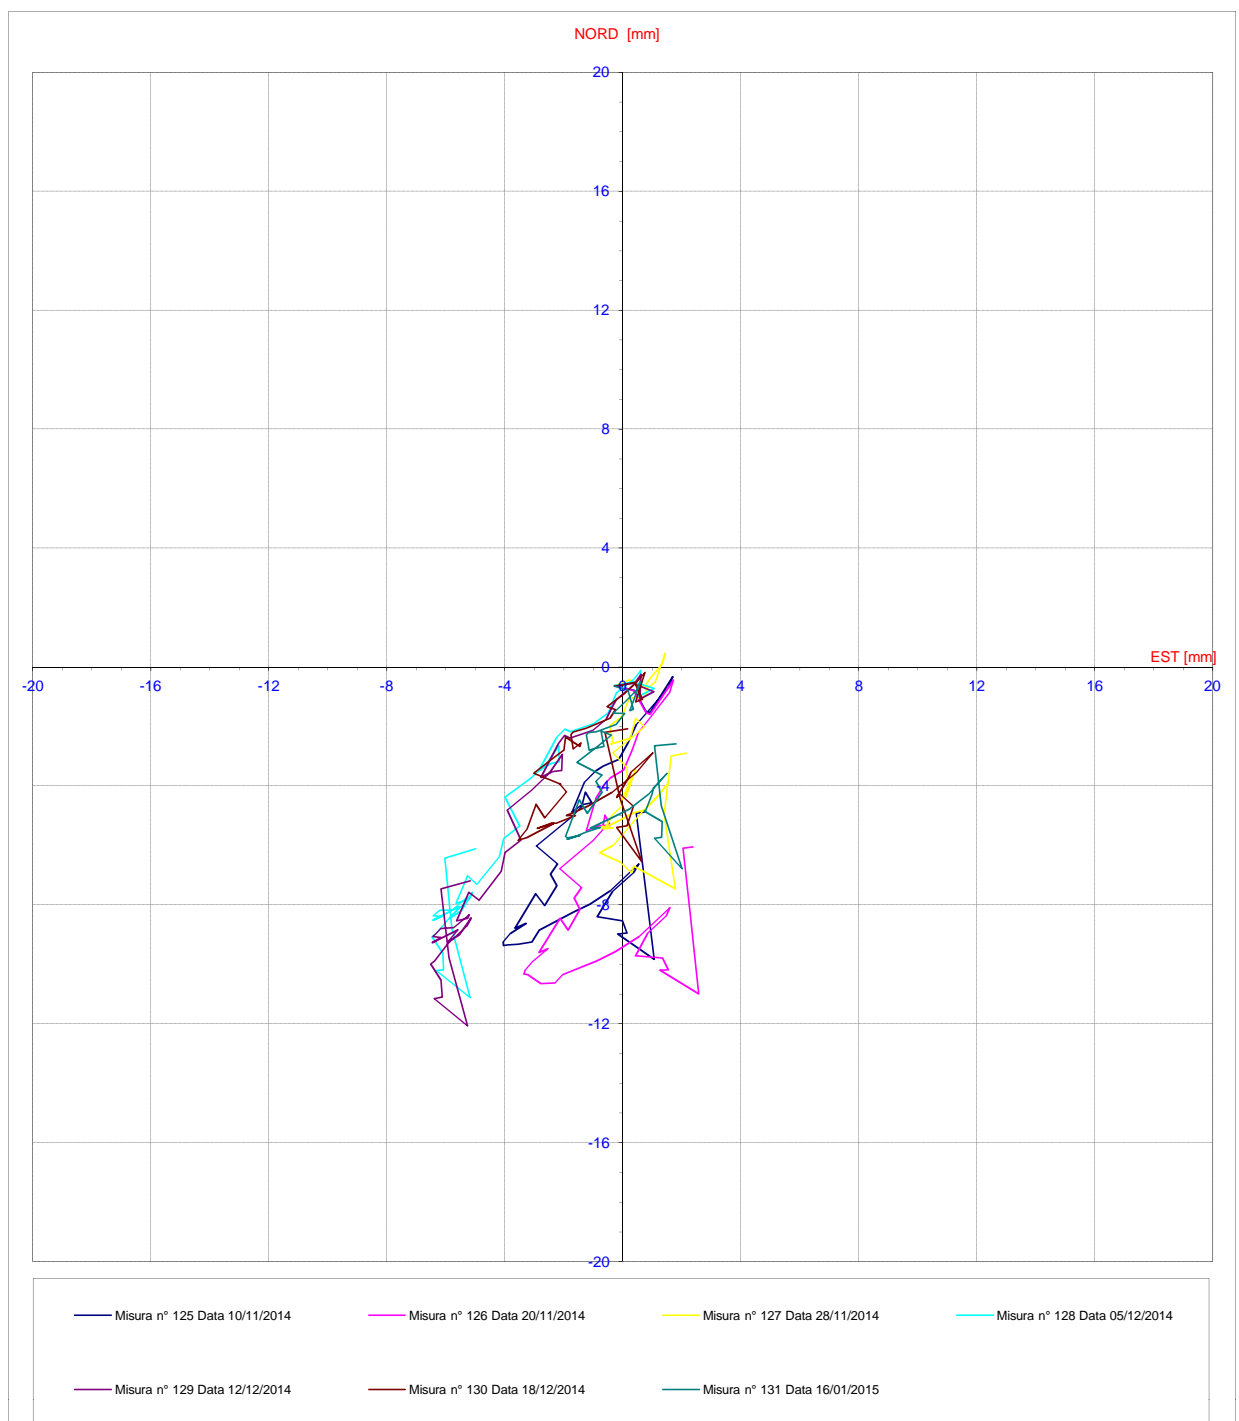 NORD [mm]
20
16
12
8
4
0
EST [mm]
-20 -16 -12 -8 -4 0 4 8 12 16 20
-4
-8
-12
-16
-20
Misura n° 125 Data 10/11/2014 Misura n° 126 Data 20/11/2014 Misura n° 127 Data 28/11/2014 Misura n° 128 Data 05/12/2014
Misura n° 129 Data 12/12/2014 Misura n° 130 Data 18/12/2014 Misura n° 131 Data 16/01/2015